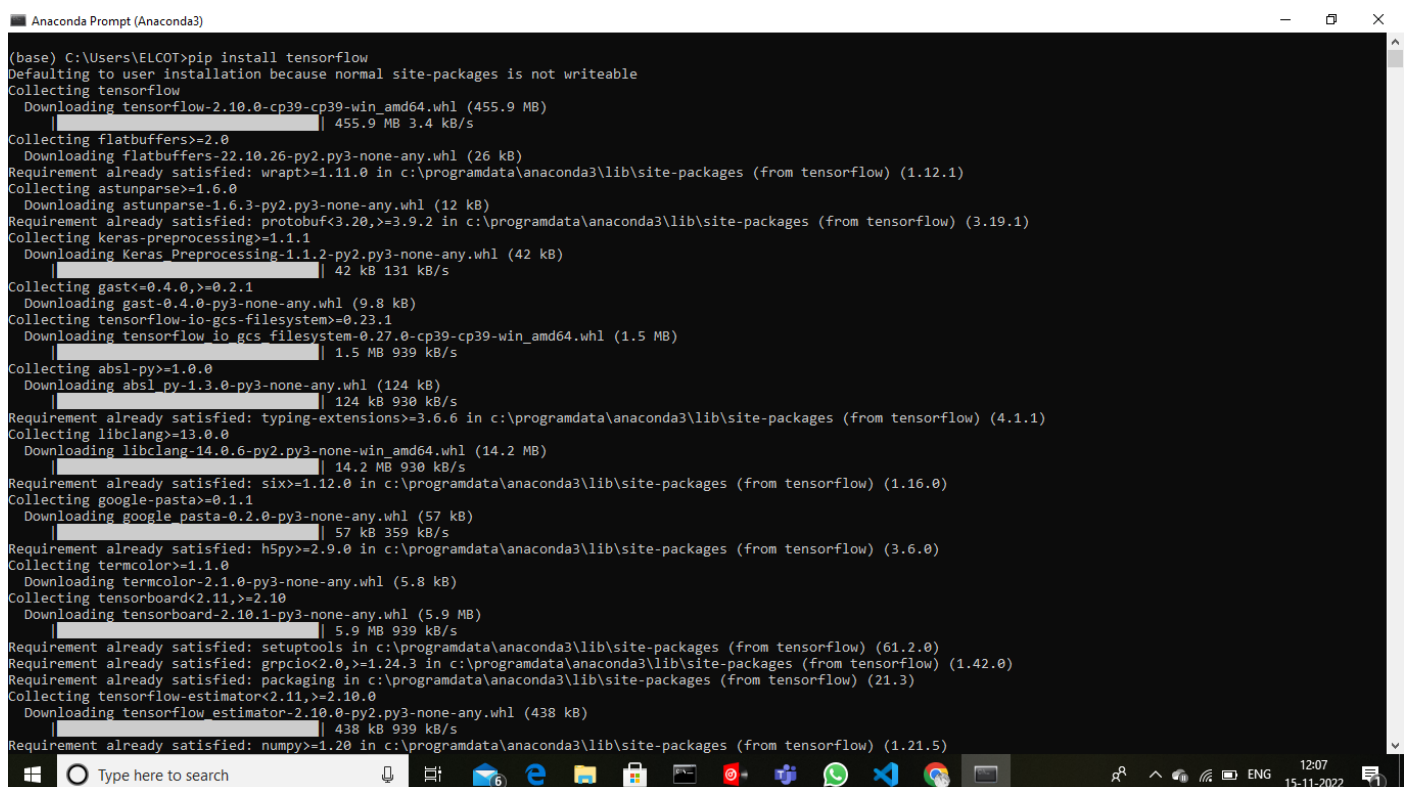 Anaconda Prompt (Anaconda3)
(base) C:\Users\ELCOT>pip install tensorflow
Defaulting to user installation because normal site-packages is not writeable
Collecting tensorflow
  Downloading tensorflow-2.10.0-cp39-cp39-win_amd64.whl (455.9 MB)
     |                                | 455.9 MB 3.4 kB/s
Collecting flatbuffers>=2.0
  Downloading flatbuffers-22.10.26-py2.py3-none-any.whl (26 kB)
Requirement already satisfied: wrapt>=1.11.0 in c:\programdata\anaconda3\lib\site-packages (from tensorflow) (1.12.1)
Collecting astunparse>=1.6.0
  Downloading astunparse-1.6.3-py2.py3-none-any.whl (12 kB)
Requirement already satisfied: protobuf<3.20,>=3.9.2 in c:\programdata\anaconda3\lib\site-packages (from tensorflow) (3.19.1)
Collecting keras-preprocessing>=1.1.1
  Downloading Keras_Preprocessing-1.1.2-py2.py3-none-any.whl (42 kB)
     |                                | 42 kB 131 kB/s
Collecting gast<=0.4.0,>=0.2.1
  Downloading gast-0.4.0-py3-none-any.whl (9.8 kB)
Collecting tensorflow-io-gcs-filesystem>=0.23.1
  Downloading tensorflow_io_gcs_filesystem-0.27.0-cp39-cp39-win_amd64.whl (1.5 MB)
     |                                | 1.5 MB 939 kB/s
Collecting absl-py>=1.0.0
  Downloading absl_py-1.3.0-py3-none-any.whl (124 kB)
     |                                | 124 kB 930 kB/s
Requirement already satisfied: typing-extensions>=3.6.6 in c:\programdata\anaconda3\lib\site-packages (from tensorflow) (4.1.1)
Collecting libclang>=13.0.0
  Downloading libclang-14.0.6-py2.py3-none-win_amd64.whl (14.2 MB)
     |                                | 14.2 MB 930 kB/s
Requirement already satisfied: six>=1.12.0 in c:\programdata\anaconda3\lib\site-packages (from tensorflow) (1.16.0)
Collecting google-pasta>=0.1.1
  Downloading google_pasta-0.2.0-py3-none-any.whl (57 kB)
     |                                | 57 kB 359 kB/s
Requirement already satisfied: h5py>=2.9.0 in c:\programdata\anaconda3\lib\site-packages (from tensorflow) (3.6.0)
Collecting termcolor>=1.1.0
  Downloading termcolor-2.1.0-py3-none-any.whl (5.8 kB)
Collecting tensorboard<2.11,>=2.10
  Downloading tensorboard-2.10.1-py3-none-any.whl (5.9 MB)
     |                                | 5.9 MB 939 kB/s
Requirement already satisfied: setuptools in c:\programdata\anaconda3\lib\site-packages (from tensorflow) (61.2.0)
Requirement already satisfied: grpcio<2.0,>=1.24.3 in c:\programdata\anaconda3\lib\site-packages (from tensorflow) (1.42.0)
Requirement already satisfied: packaging in c:\programdata\anaconda3\lib\site-packages (from tensorflow) (21.3)
Collecting tensorflow-estimator<2.11,>=2.10.0
  Downloading tensorflow_estimator-2.10.0-py2.py3-none-any.whl (438 kB)
     |                                | 438 kB 939 kB/s
Requirement already satisfied: numpy>=1.20 in c:\programdata\anaconda3\lib\site-packages (from tensorflow) (1.21.5)
Type here to search
6
ENG
12:07
15-11-2022
1